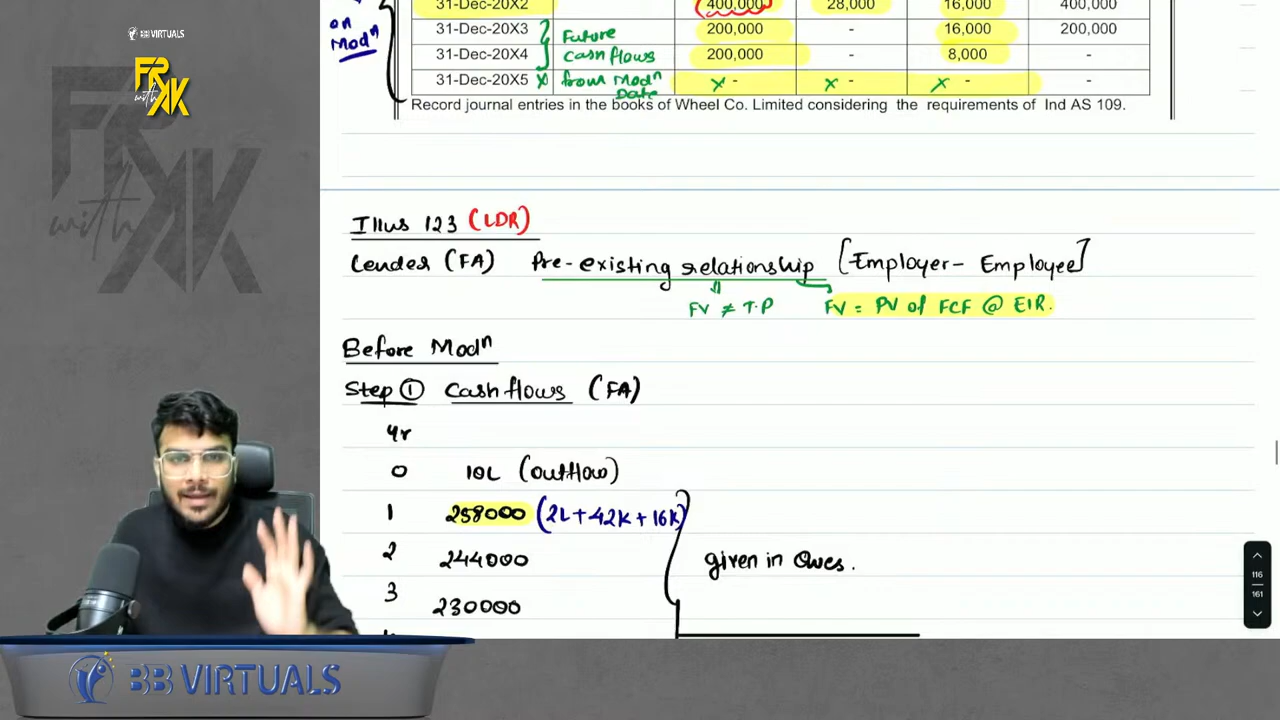 31-Dec-20X2 400,000 28,000 16,000 400,000
on Modⁿ
31-Dec-20X3 200,000 - 16,000 200,000
31-Dec-20X4 200,000 - 8,000 -
31-Dec-20X5 x x - x - x - -
Future cash flows from Modⁿ Date
Record journal entries in the books of Wheel Co. Limited considering the requirements of Ind AS 109.
BB VIRTUALS
FR with AK
FR with AK
Illus 123 (LDR)
Lender (FA) Pre-existing relationship [Employer- Employee]
FV ≠ T.P FV = PV of FCF @ EIR.
Before Modⁿ
Step ① Cash flows (FA)
Yr
0 10L (outflow)
1 258000 (2L+42K+16K)
2 244000
given in Ques.
3 230000
BB VIRTUALS
116
161